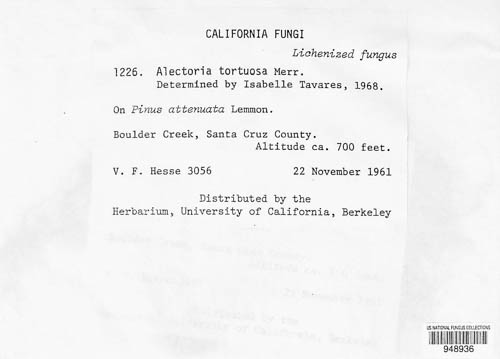 CALIFORNIA FUNGI
Lichenized fungus
1226. Alectoria tortuosa Merr.
Determined by Isabelle Tavares, 1968.
On Pinus attenuata Lemmon.
Boulder Creek, Santa Cruz County.
Altitude ca. 700 feet.
V. F. Hesse 3056 22 November 1961
Distributed by the
Herbarium, University of California, Berkeley
US NATIONAL FUNGUS COLLECTIONS
948936